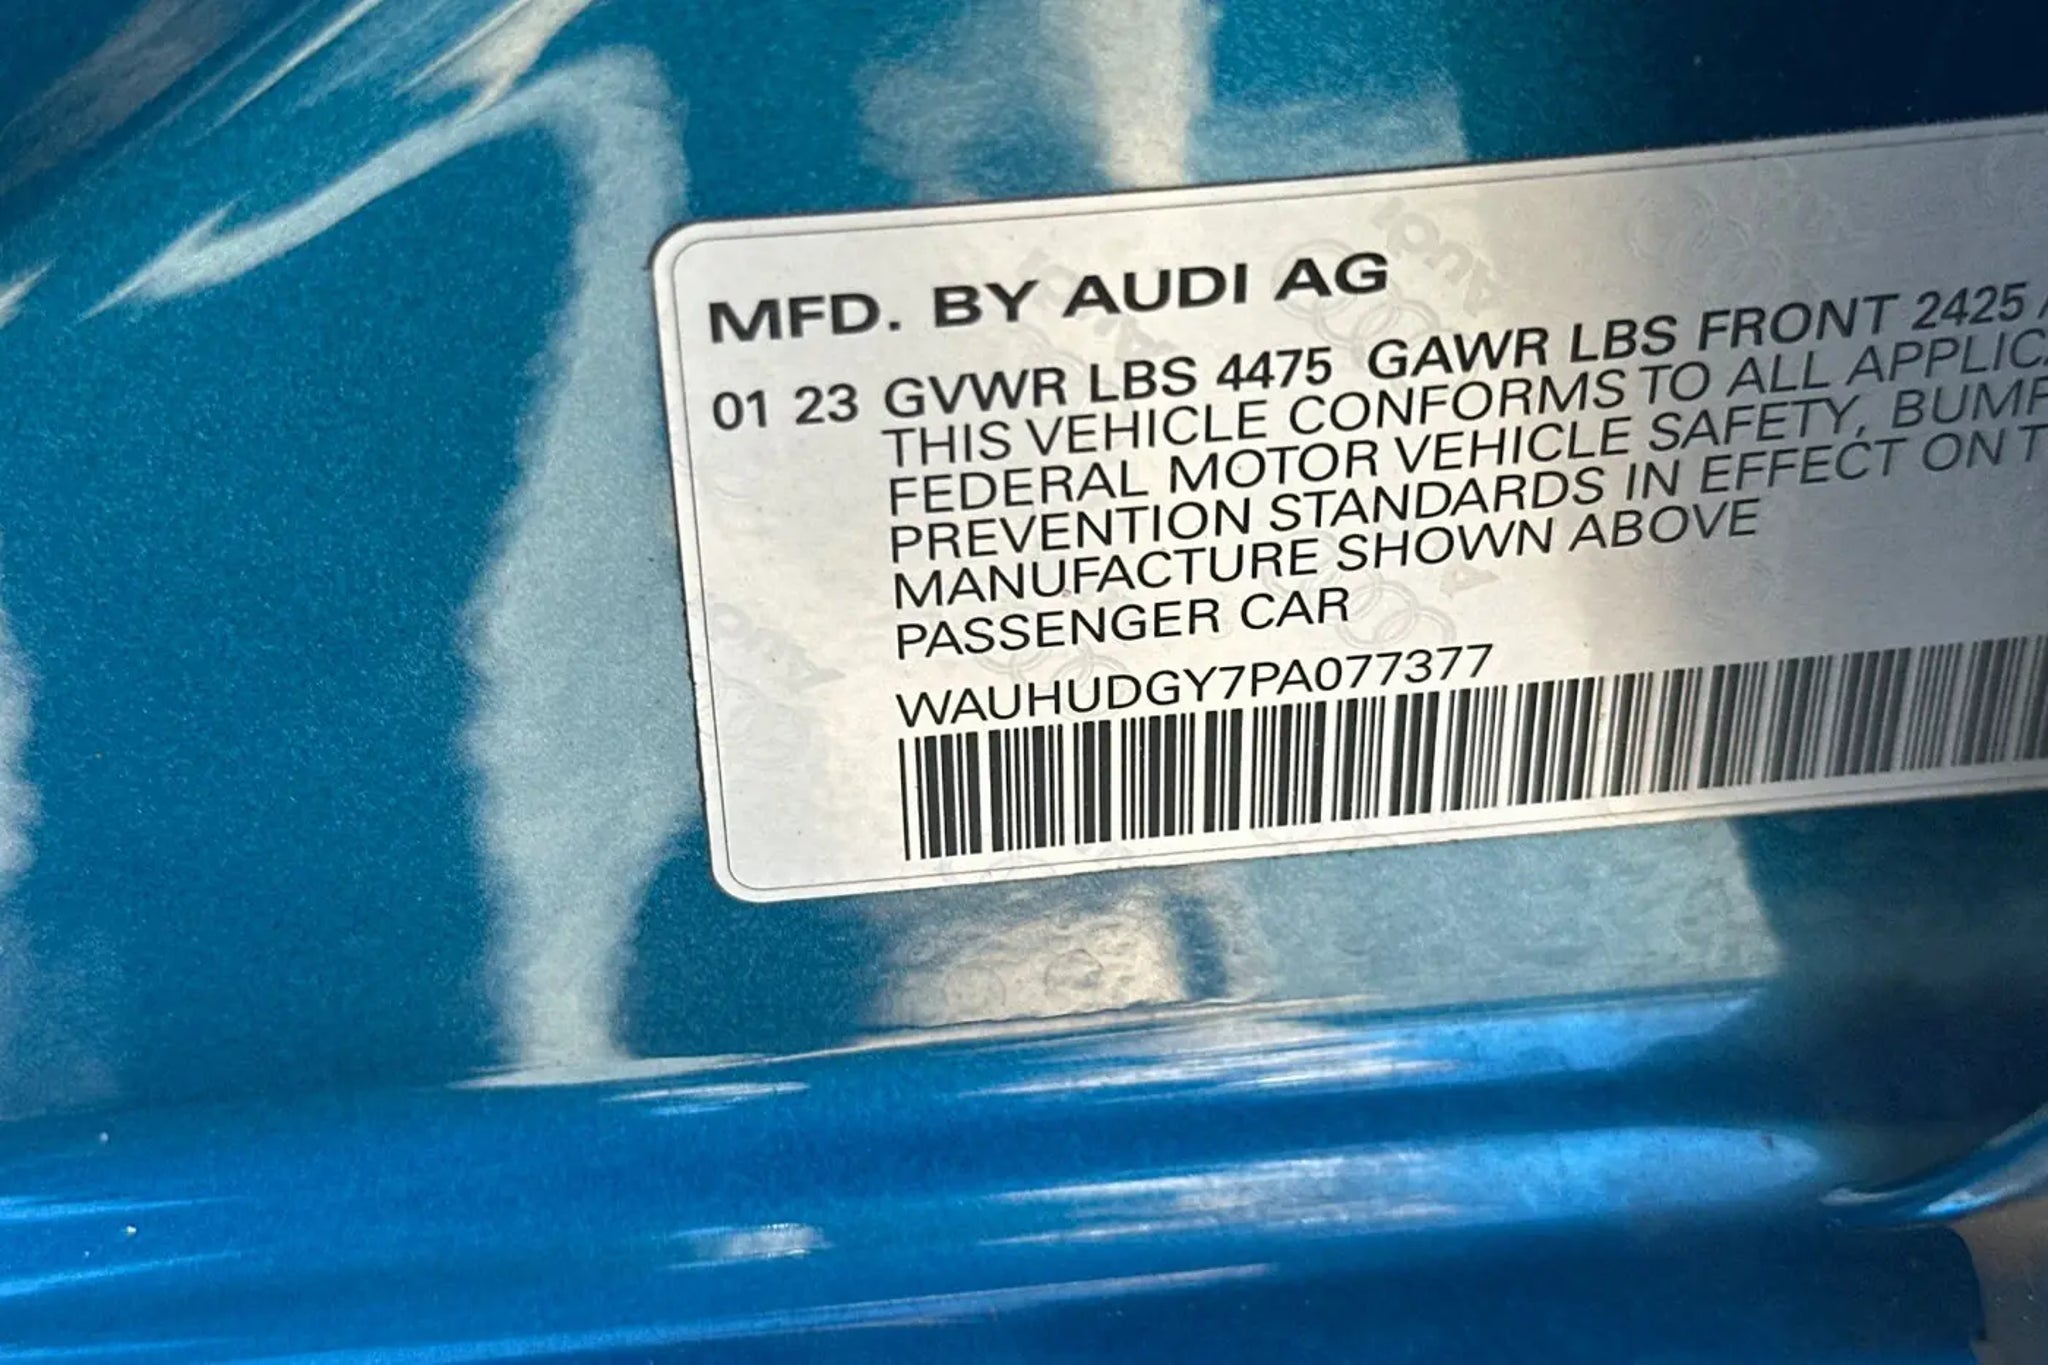 MFD. BY AUDI AG
01 23 GVWR LBS 4475 GAWR LBS FRONT 2425
THIS VEHICLE CONFORMS TO ALL
FEDERAL MOTOR VEHICLE SAFETY,
PREVENTION STANDARDS IN EFFECT ON
MANUFACTURE SHOWN ABOVE
PASSENGER CAR
WAUHUDGY7PA077377